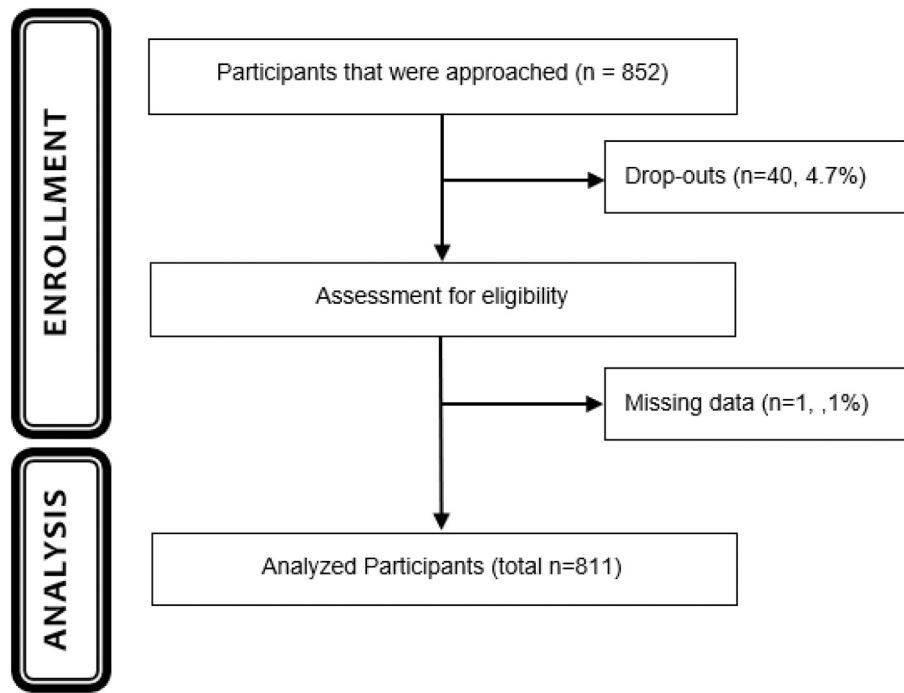 ENROLLMENT
Participants that were approached (n = 852)
Drop-outs (n=40, 4.7%)
Assessment for eligibility
Missing data (n=1, ,1%)
ANALYSIS
Analyzed Participants (total n=811)